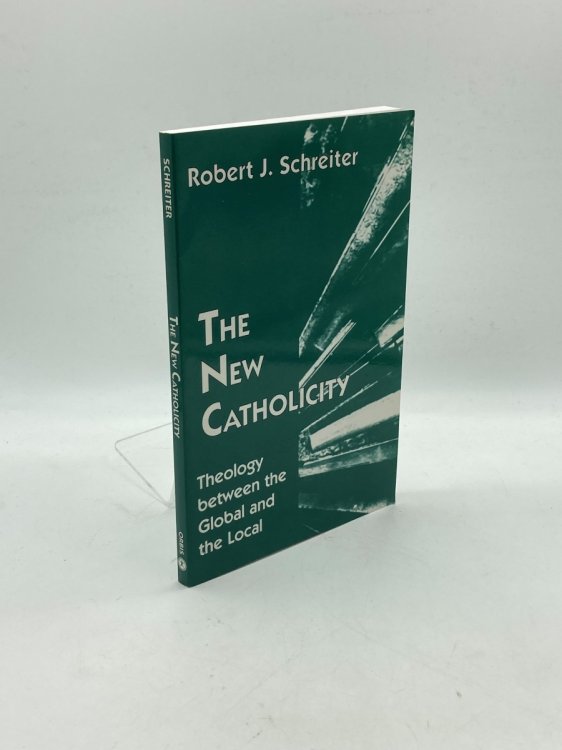 Robert J. Schreiter
THE
NEW
CATHOLICITY
Theology
between the
Global and
the Local
SCHREITER
THE NEW CATHOLICITY
ORBIS